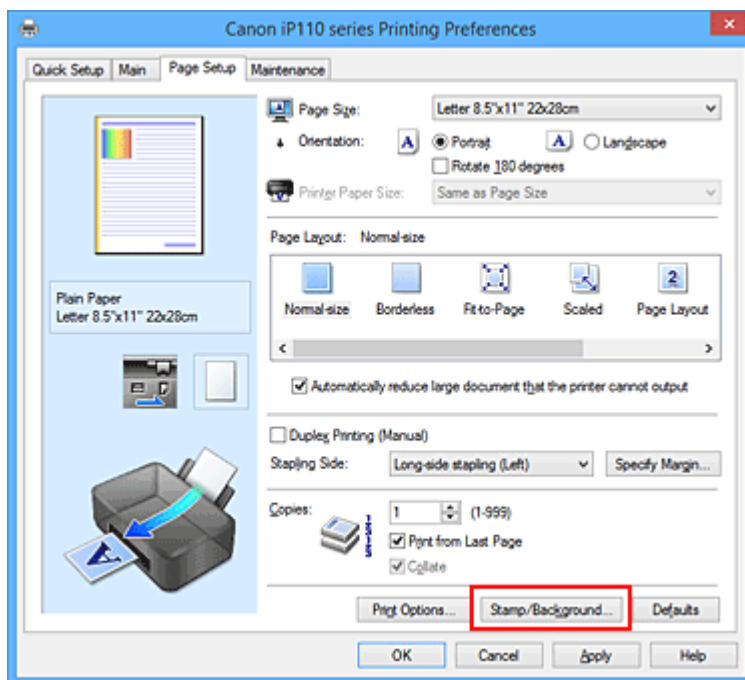 Canon iP110 series Printing Preferences
Quick Setup Main Page Setup Maintenance
Page Size: Letter 8.5"x11" 22x28cm
Orientation: A Portrait A Landscape
Rotate 180 degrees
Printer Paper Size: Same as Page Size
Page Layout: Normal-size
2
Normal-size Borderless Fit-to-Page Scaled Page Layout
Plain Paper
Letter 8.5"x11" 22x28cm
Automatically reduce large document that the printer cannot output
Duplex Printing (Manual)
Stapling Side: Long-side stapling (Left) Specify Margin...
Copies: 1 (1-999)
Print from Last Page
Collate
A
Print Options... Stamp/Background... Defaults
OK Cancel Apply Help